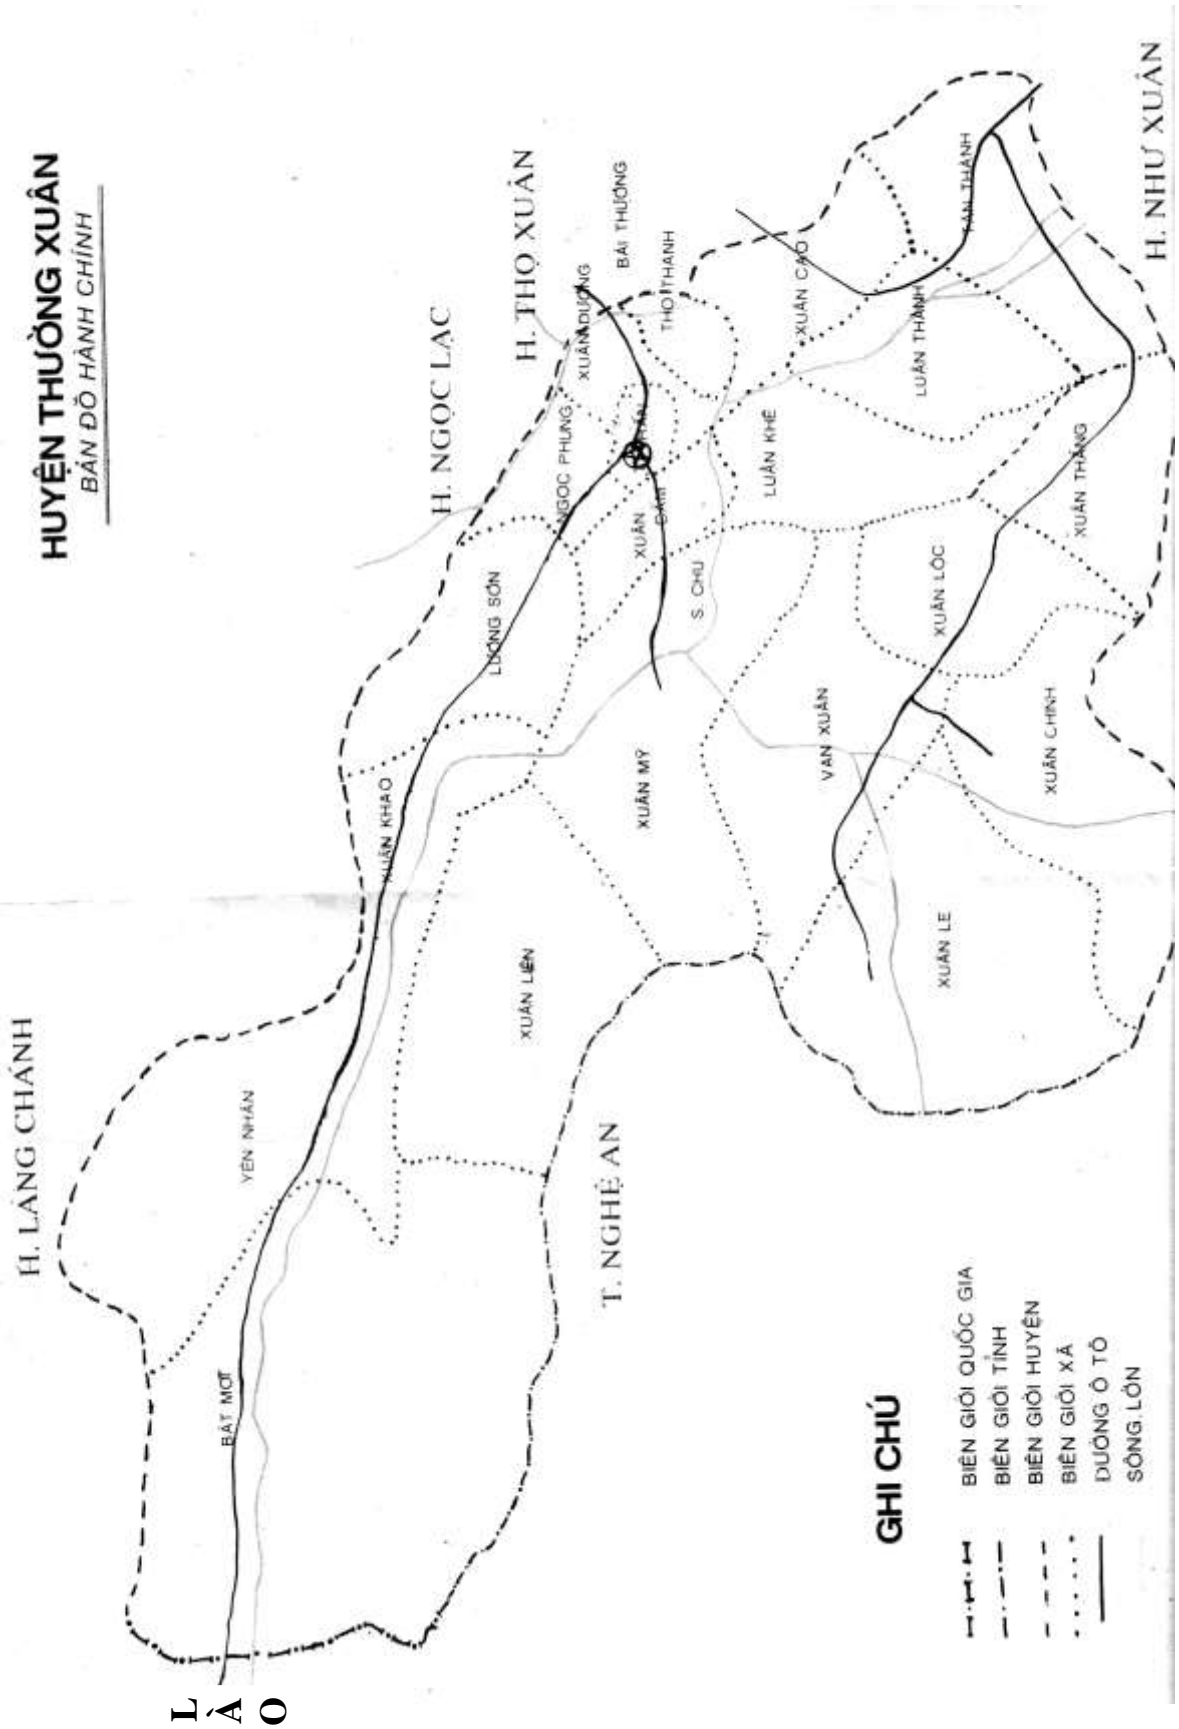 HUYỆN THƯỜNG XUÂN
BẢN ĐỒ HÀNH CHÍNH
H. LANG CHÁNH
H. NGỌC LẠC
H. THỌ XUÂN
H. NHƯ XUÂN
T. NGHỆ AN
LÀO
BÁT MỌT
YÊN NHÂN
XUÂN KHAO
LƯƠNG SƠN
XUÂN LIÊN
XUÂN MỸ
NGỌC PHỤNG
XUÂN DƯƠNG
BÁI THƯỢNG
THỌ THANH
XUÂN
S. CHU
XUÂN CAO
LUẬN KHÊ
LUẬN THÀNH
TÂN THÀNH
VẠN XUÂN
XUÂN LỘC
XUÂN THẮNG
XUÂN CHINH
XUÂN LẸ
GHI CHÚ
BIÊN GIỚI QUỐC GIA
BIÊN GIỚI TỈNH
BIÊN GIỚI HUYỆN
BIÊN GIỚI XÃ
ĐƯỜNG Ô TÔ
SÔNG LỚN